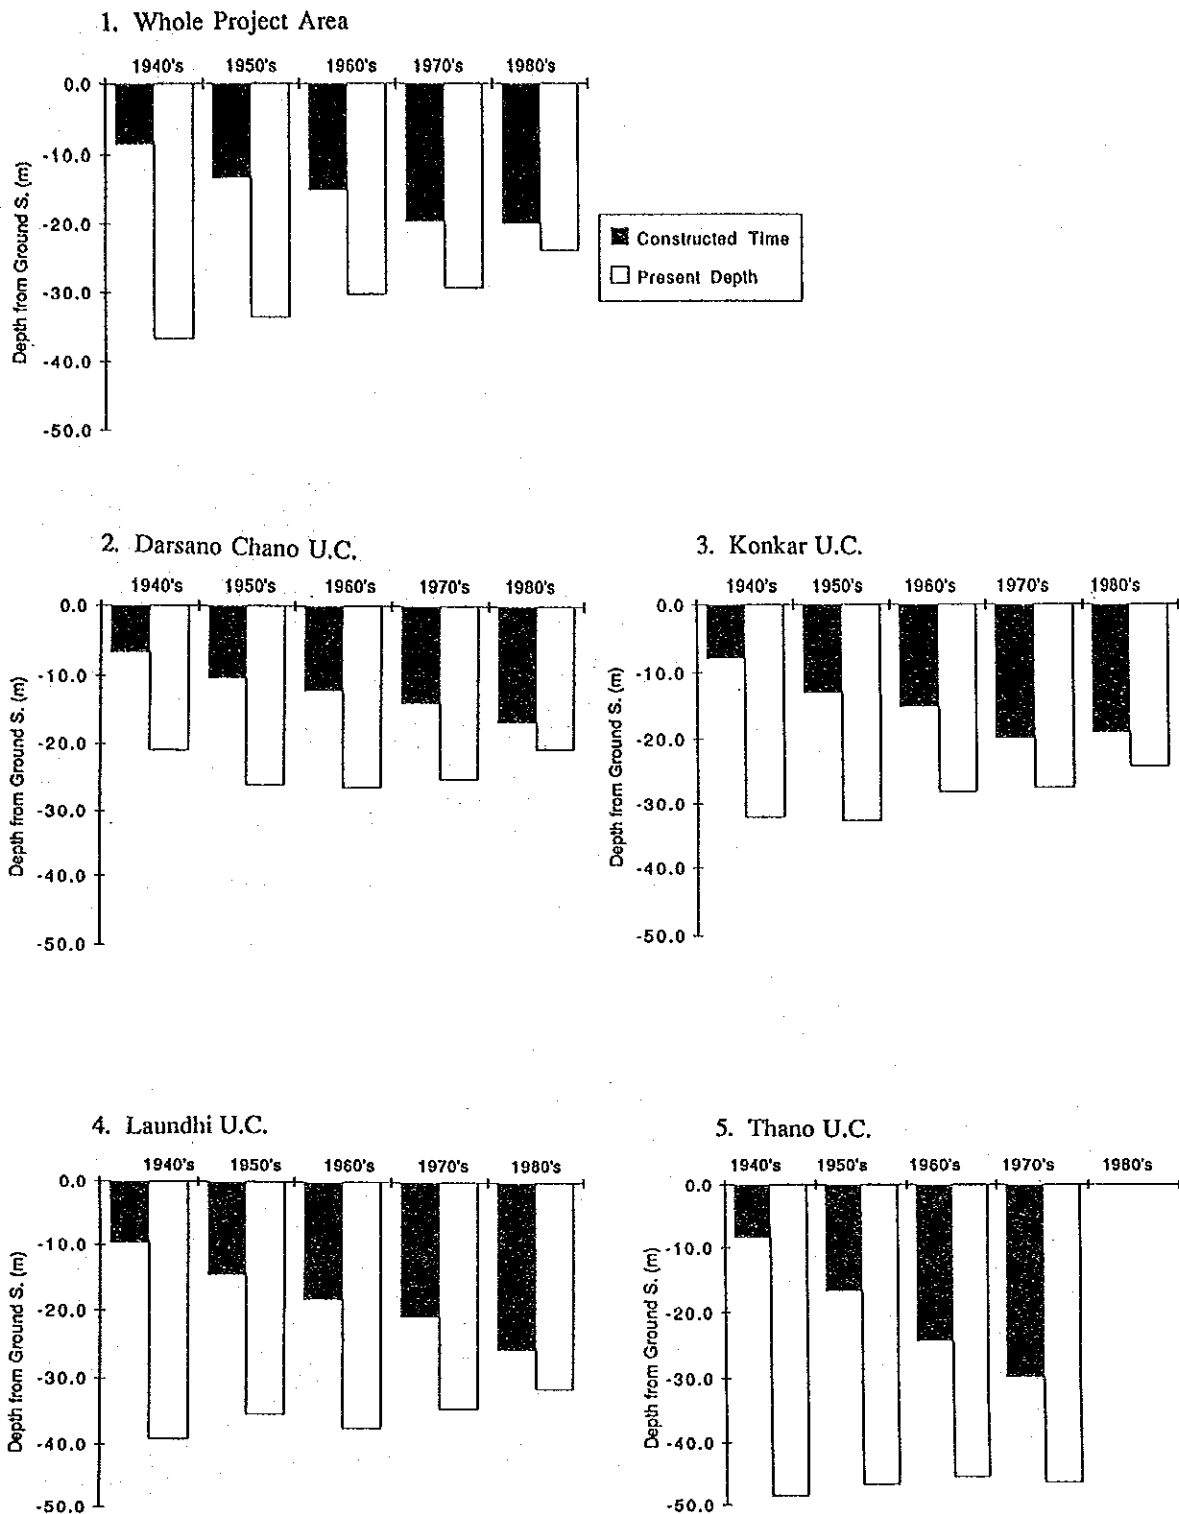 1. Whole Project Area
1940's 1950's 1960's 1970's 1980's
0.0
-10.0
-20.0
-30.0
-40.0
-50.0
Depth from Ground S. (m)
Constructed Time
Present Depth
2. Darsano Chano U.C.
1940's 1950's 1960's 1970's 1980's
0.0
-10.0
-20.0
-30.0
-40.0
-50.0
Depth from Ground S. (m)
3. Konkar U.C.
1940's 1950's 1960's 1970's 1980's
0.0
-10.0
-20.0
-30.0
-40.0
-50.0
Depth from Ground S. (m)
4. Laundhi U.C.
1940's 1950's 1960's 1970's 1980's
0.0
-10.0
-20.0
-30.0
-40.0
-50.0
Depth from Ground S. (m)
5. Thano U.C.
1940's 1950's 1960's 1970's 1980's
0.0
-10.0
-20.0
-30.0
-40.0
-50.0
Depth from Ground S. (m)